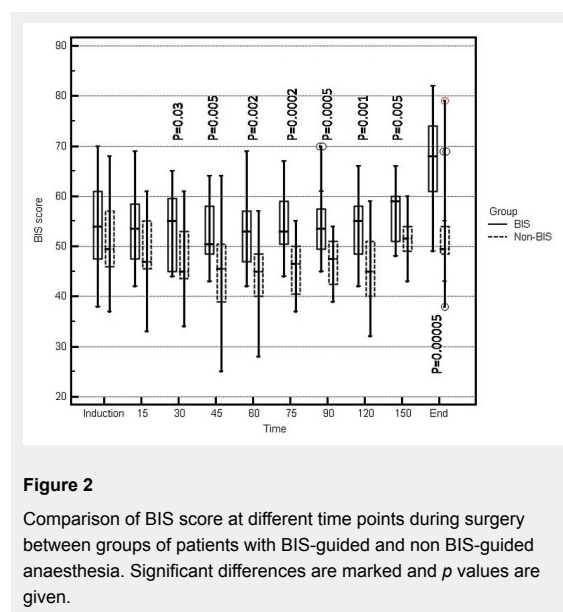 90
80
70
60
50
40
30
20
BIS score
P=0.03
P=0.005
P=0.002
P=0.0002
P=0.0005
P=0.001
P=0.005
P=0.00005
Induction 15 30 45 60 75 90 120 150 End
Time
Group
BIS
Non-BIS
Figure 2
Comparison of BIS score at different time points during surgery
between groups of patients with BIS-guided and non BIS-guided
anaesthesia. Significant differences are marked and p values are
given.